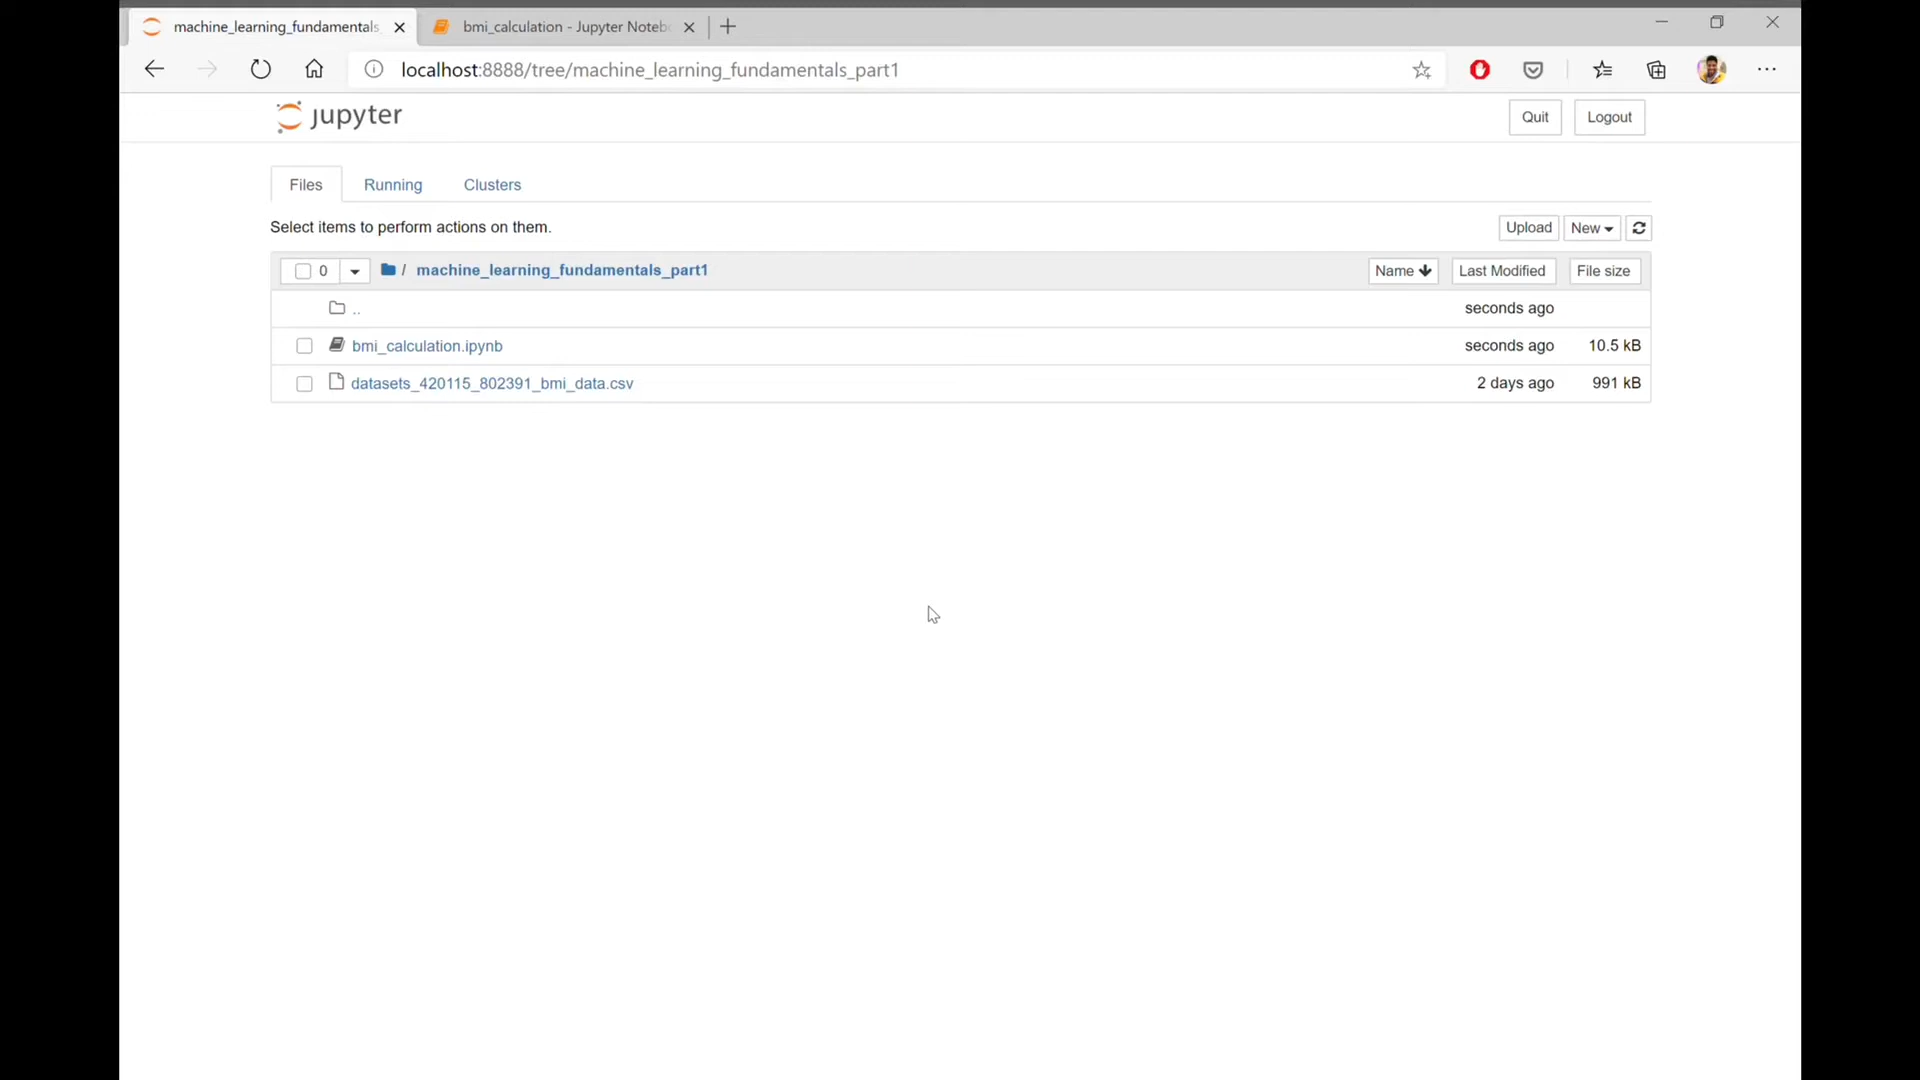 machine_learning_fundamentals_
bmi_calculation - Jupyter Noteb
localhost:8888/tree/machine_learning_fundamentals_part1
jupyter
Quit
Logout
Files
Running
Clusters
Select items to perform actions on them.
Upload
New
0
/
machine_learning_fundamentals_part1
Name
Last Modified
File size
..
seconds ago
bmi_calculation.ipynb
seconds ago
10.5 kB
datasets_420115_802391_bmi_data.csv
2 days ago
991 kB